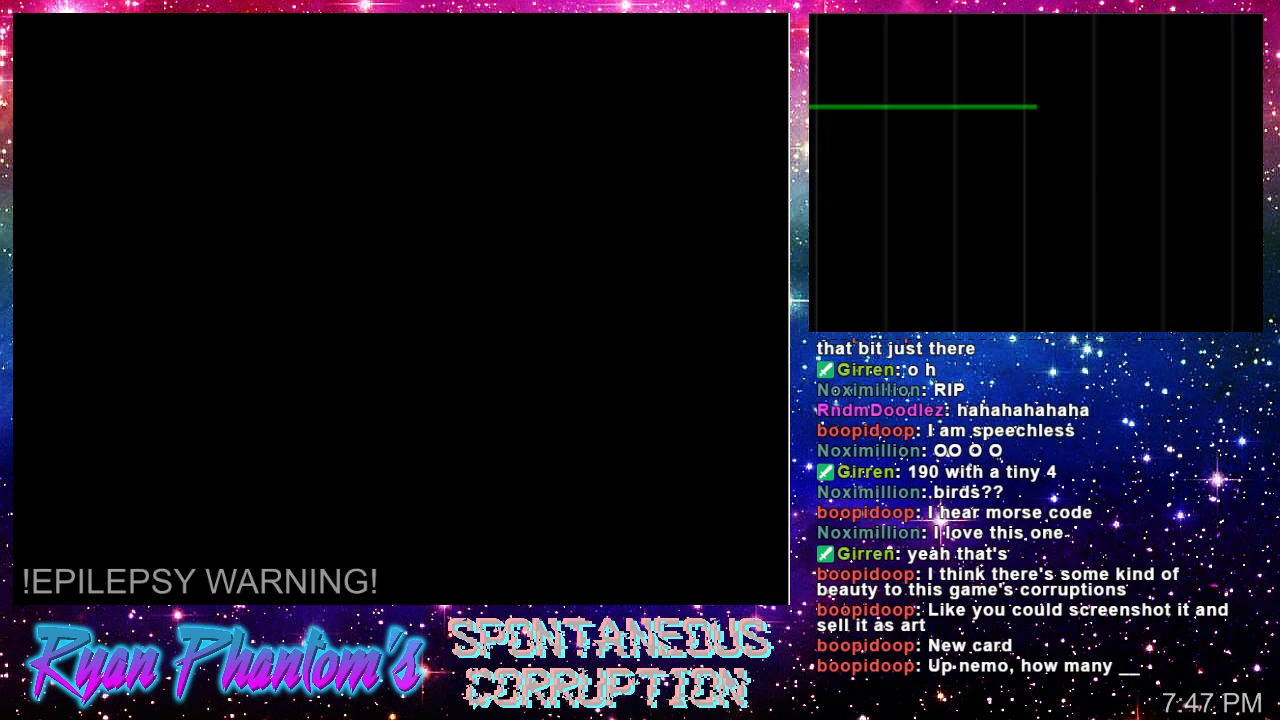 !EPILEPSY WARNING!
Ryan Phantom's
SPONTANEOUS
CORRUPTION
that bit just there
Girren: o h
Noximillion: RIP
RndmDoodlez: hahahahahaha
boopidoop: I am speechless
Noximillion: OO O O
Girren: 190 with a tiny 4
Noximillion: birds??
boopidoop: I hear morse code
Noximillion: I love this one
Girren: yeah that's
boopidoop: I think there's some kind of
beauty to this game's corruptions
boopidoop: Like you could screenshot it and
sell it as art
boopidoop: New card
boopidoop: Up nemo, how many __
7:47 PM